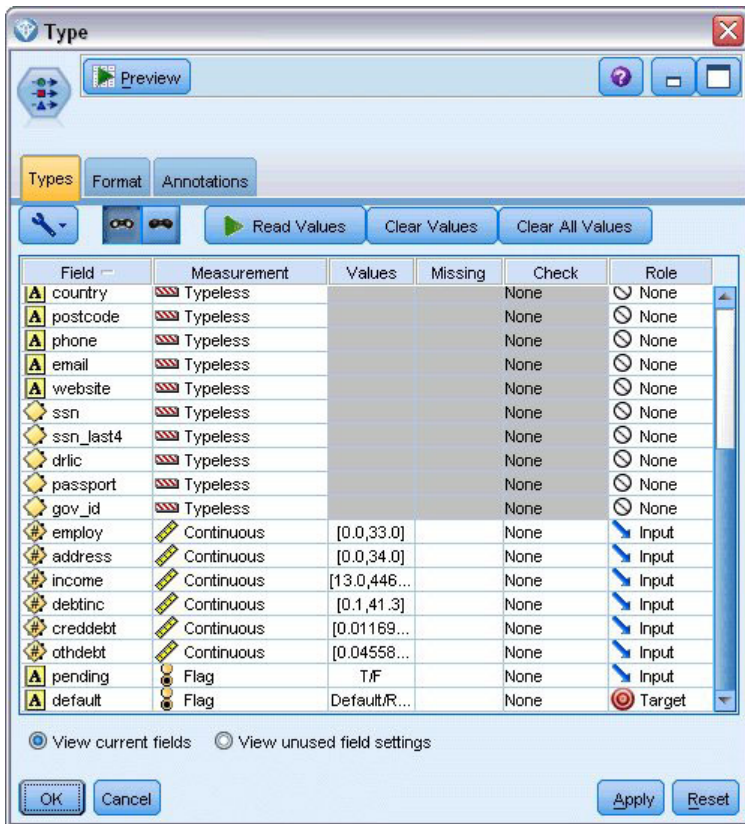 Type
Preview
Types Format Annotations
Read Values Clear Values Clear All Values
Field Measurement Values Missing Check Role
A country Typeless None None
A postcode Typeless None None
A phone Typeless None None
A email Typeless None None
A website Typeless None None
ssn Typeless None None
ssn_last4 Typeless None None
drlic Typeless None None
passport Typeless None None
gov_id Typeless None None
# employ Continuous [0.0,33.0] None Input
# address Continuous [0.0,34.0] None Input
# income Continuous [13.0,446... None Input
# debtinc Continuous [0.1,41.3] None Input
# creddebt Continuous [0.01169... None Input
# othdebt Continuous [0.04558... None Input
A pending Flag T/F None Input
A default Flag Default/R... None Target
View current fields View unused field settings
OK Cancel Apply Reset